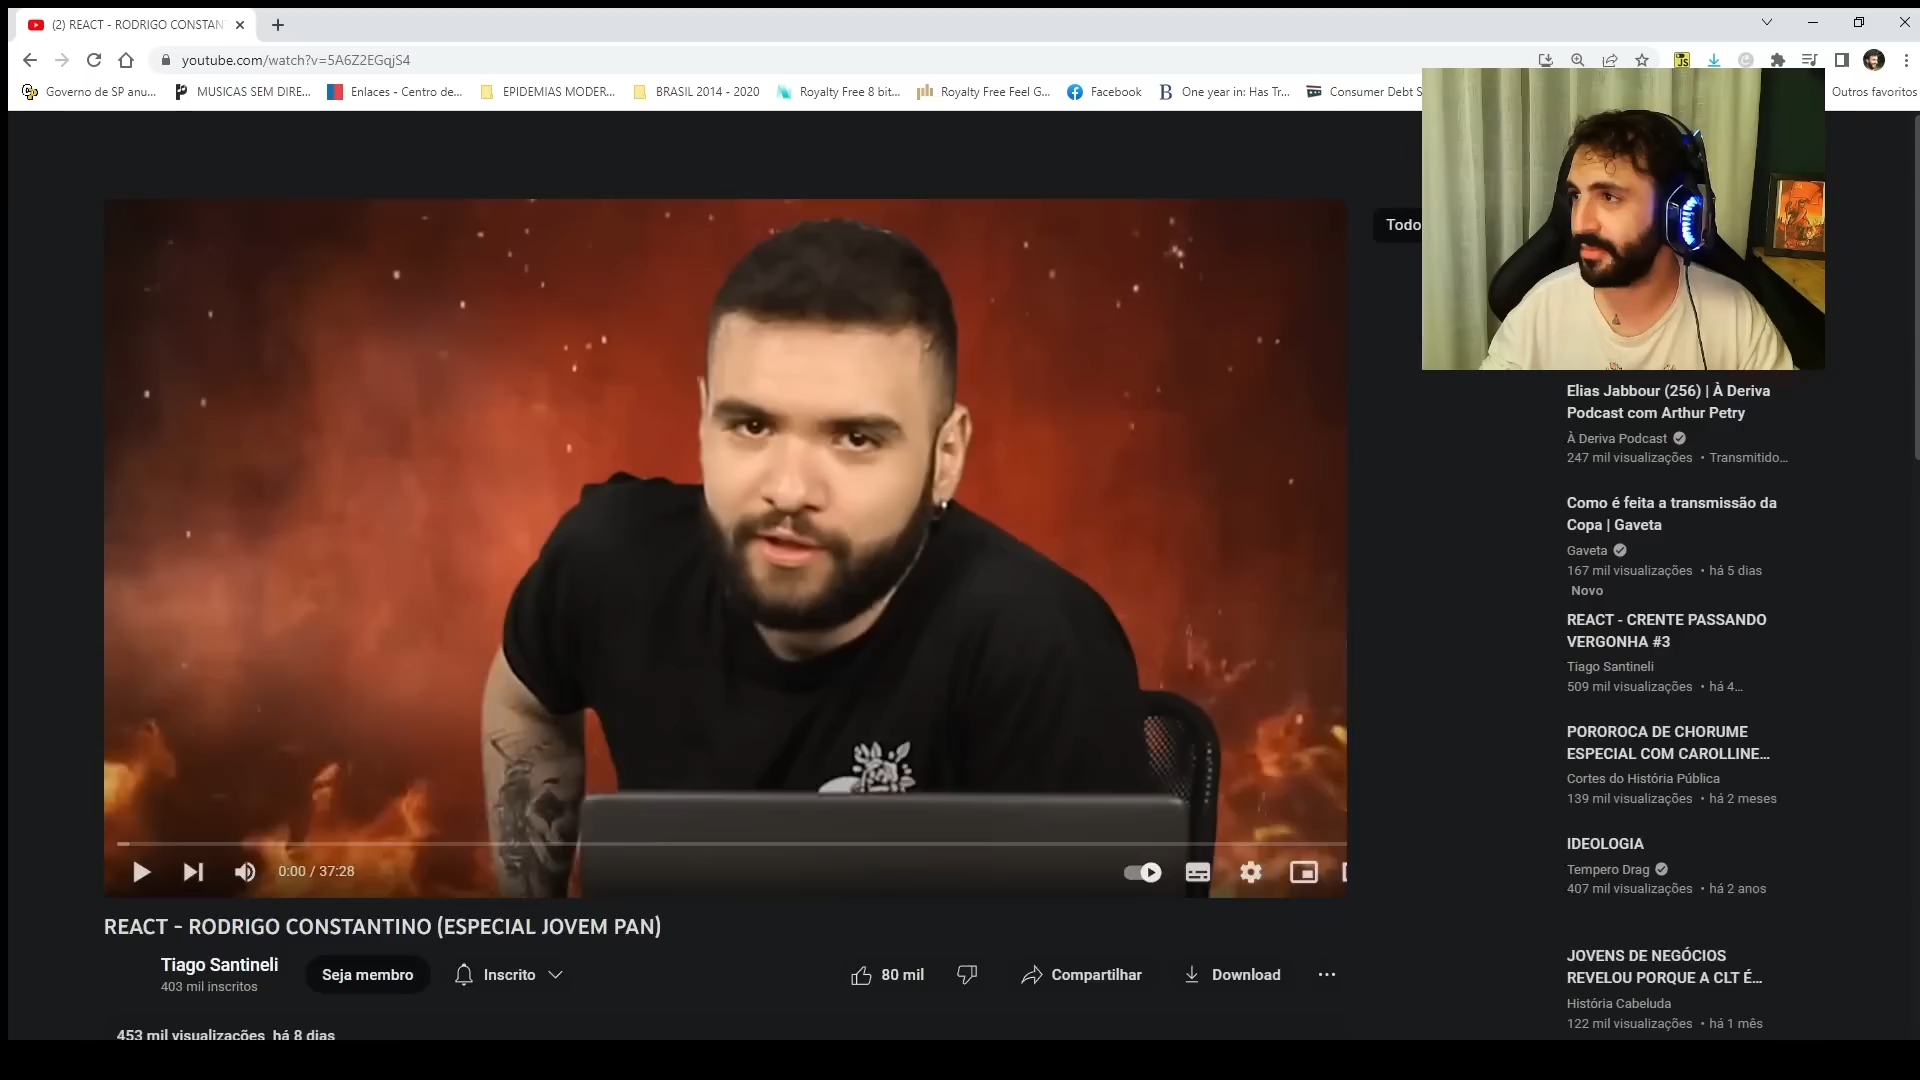 (2) REACT - RODRIGO CONSTAN
youtube.com/watch?v=5A6Z2EGqjS4
Governo de SP anu... MUSICAS SEM DIRE... Enlaces - Centro de... EPIDEMIAS MODER... BRASIL 2014 - 2020 Royalty Free 8 bit... Royalty Free Feel G... Facebook One year in: Has Tr... Consumer Debt S Outros favoritos
JS
Todo
Elias Jabbour (256) | À Deriva
Podcast com Arthur Petry
À Deriva Podcast
247 mil visualizações • Transmitido...
Como é feita a transmissão da
Copa | Gaveta
Gaveta
167 mil visualizações • há 5 dias
Novo
REACT - CRENTE PASSANDO
VERGONHA #3
Tiago Santineli
509 mil visualizações • há 4...
POROROCA DE CHORUME
ESPECIAL COM CAROLLINE...
Cortes do História Pública
139 mil visualizações • há 2 meses
IDEOLOGIA
Tempero Drag
407 mil visualizações • há 2 anos
JOVENS DE NEGÓCIOS
REVELOU PORQUE A CLT É...
História Cabeluda
122 mil visualizações • há 1 mês
0:00 / 37:28
REACT - RODRIGO CONSTANTINO (ESPECIAL JOVEM PAN)
Tiago Santineli
403 mil inscritos
Seja membro
Inscrito
80 mil
Compartilhar
Download
453 mil visualizações há 8 dias